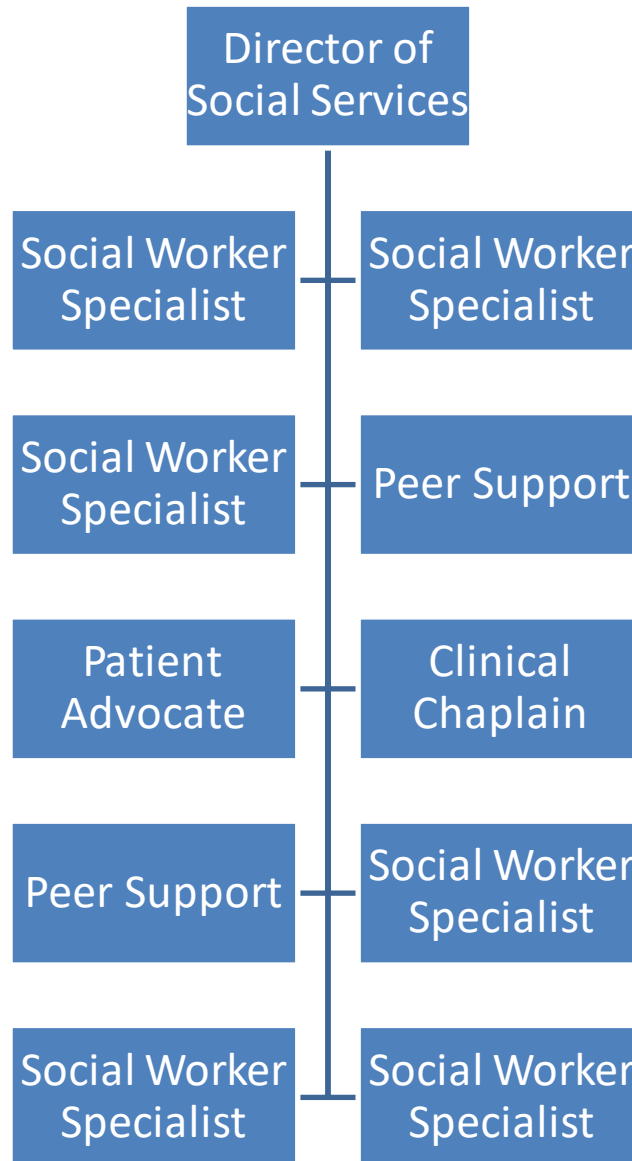 Director of
Social Services
Social Worker
Specialist
Social Worker
Specialist
Social Worker
Specialist
Peer Support
Patient
Advocate
Clinical
Chaplain
Peer Support
Social Worker
Specialist
Social Worker
Specialist
Social Worker
Specialist